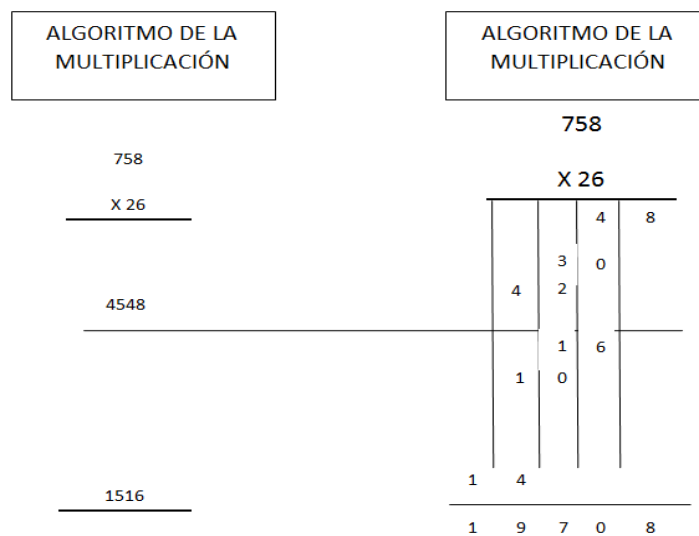 ALGORITMO DE LA
MULTIPLICACIÓN
758
X 26
4548
1516
ALGORITMO DE LA
MULTIPLICACIÓN
758
X 26
4 8
3 0
4 2
1 6
1 0
1 4
1 9 7 0 8